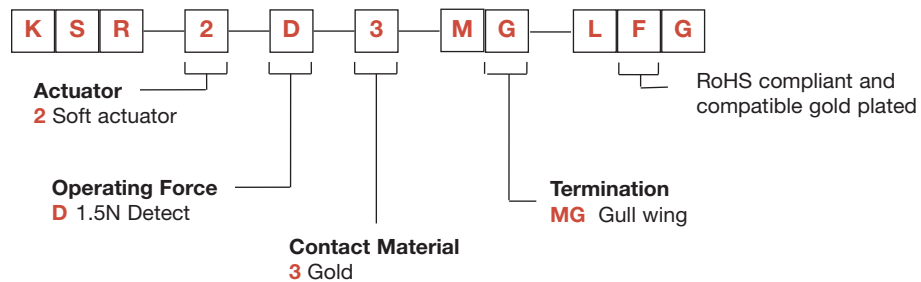 K S R 2 D 3 M G L F G
Actuator
2 Soft actuator
RoHS compliant and
compatible gold plated
Operating Force
D 1.5N Detect
Termination
MG Gull wing
Contact Material
3 Gold